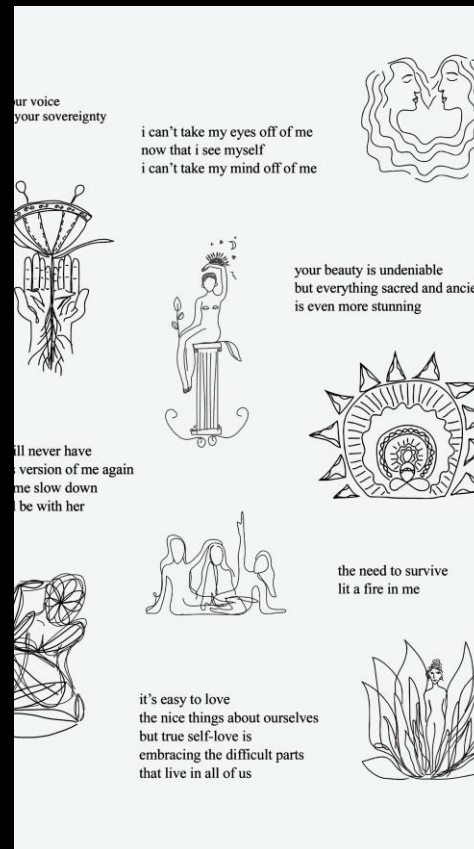 your sovereignty
ur voice
i can't take my eyes off of me
now that i see myself
i can't take my mind off of me
your beauty is undeniable
but everything sacred and
is even more stunning
never have
version of me again
me slow down
be with her
the need to survive
lit a fire in me
it's easy to love
the nice things about ourselves
but true self-love is
embracing the difficult parts
that live in all of us